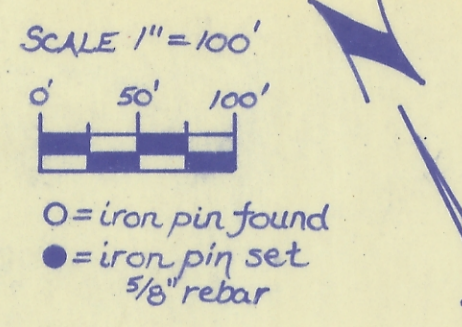 SCALE 1"=100'
0' 50' 100'
O = iron pin found
● = iron pin set
5/8" rebar